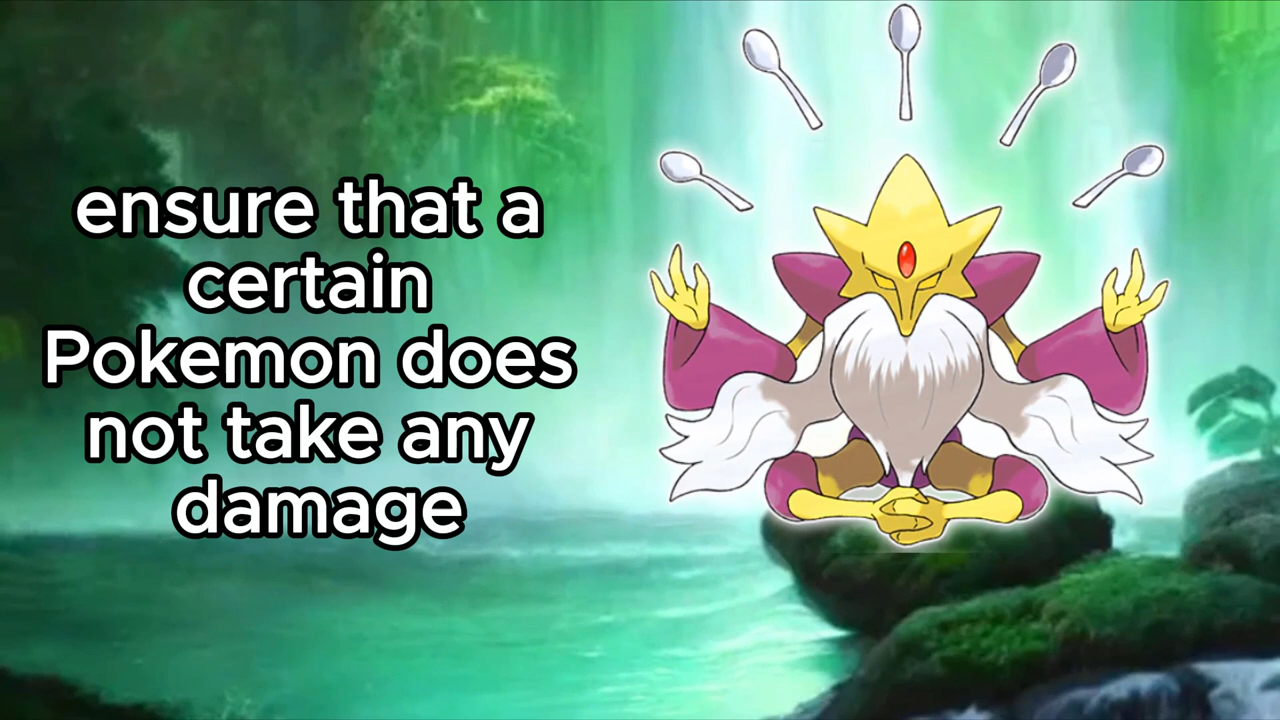 ensure that a
certain
Pokemon does
not take any
damage